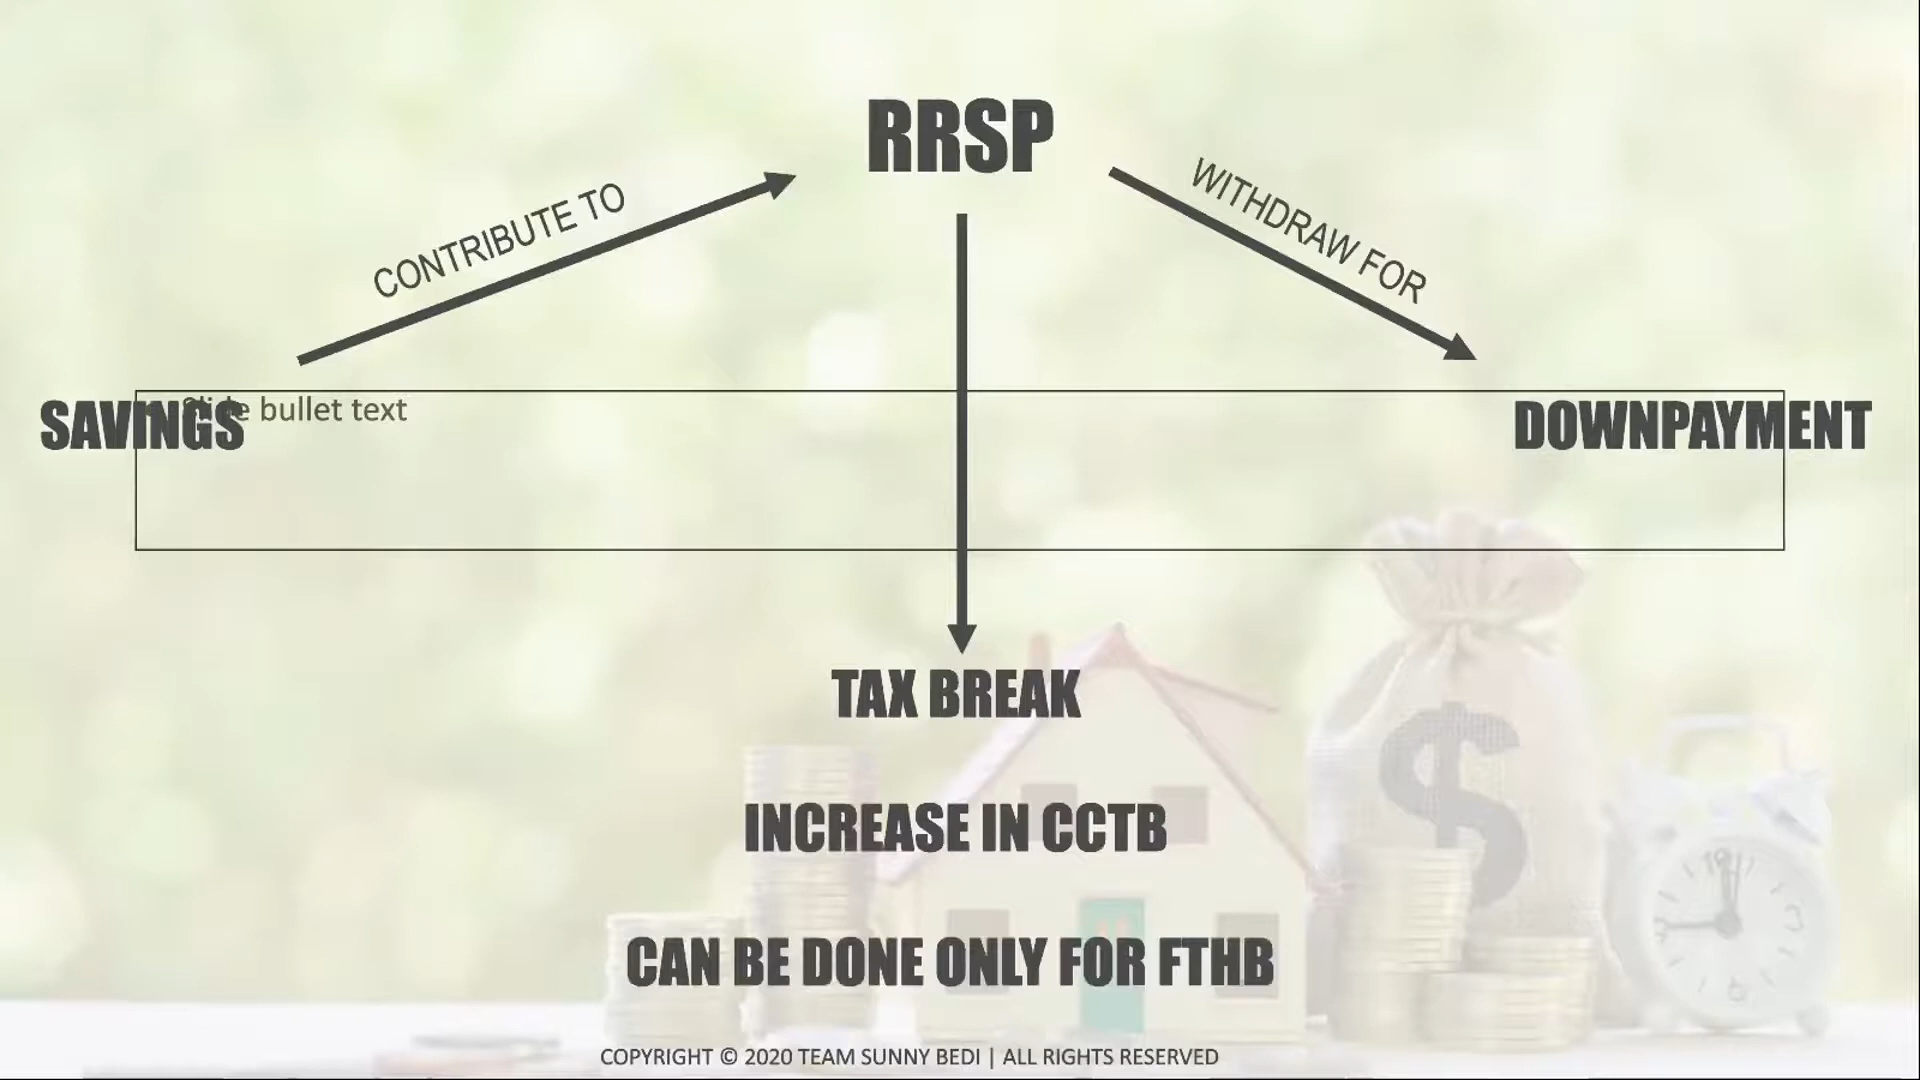 RRSP
CONTRIBUTE TO
WITHDRAW FOR
SAVINGS
Slide bullet text
DOWNPAYMENT
TAX BREAK
INCREASE IN CCTB
CAN BE DONE ONLY FOR FTHB
COPYRIGHT © 2020 TEAM SUNNY BEDI | ALL RIGHTS RESERVED